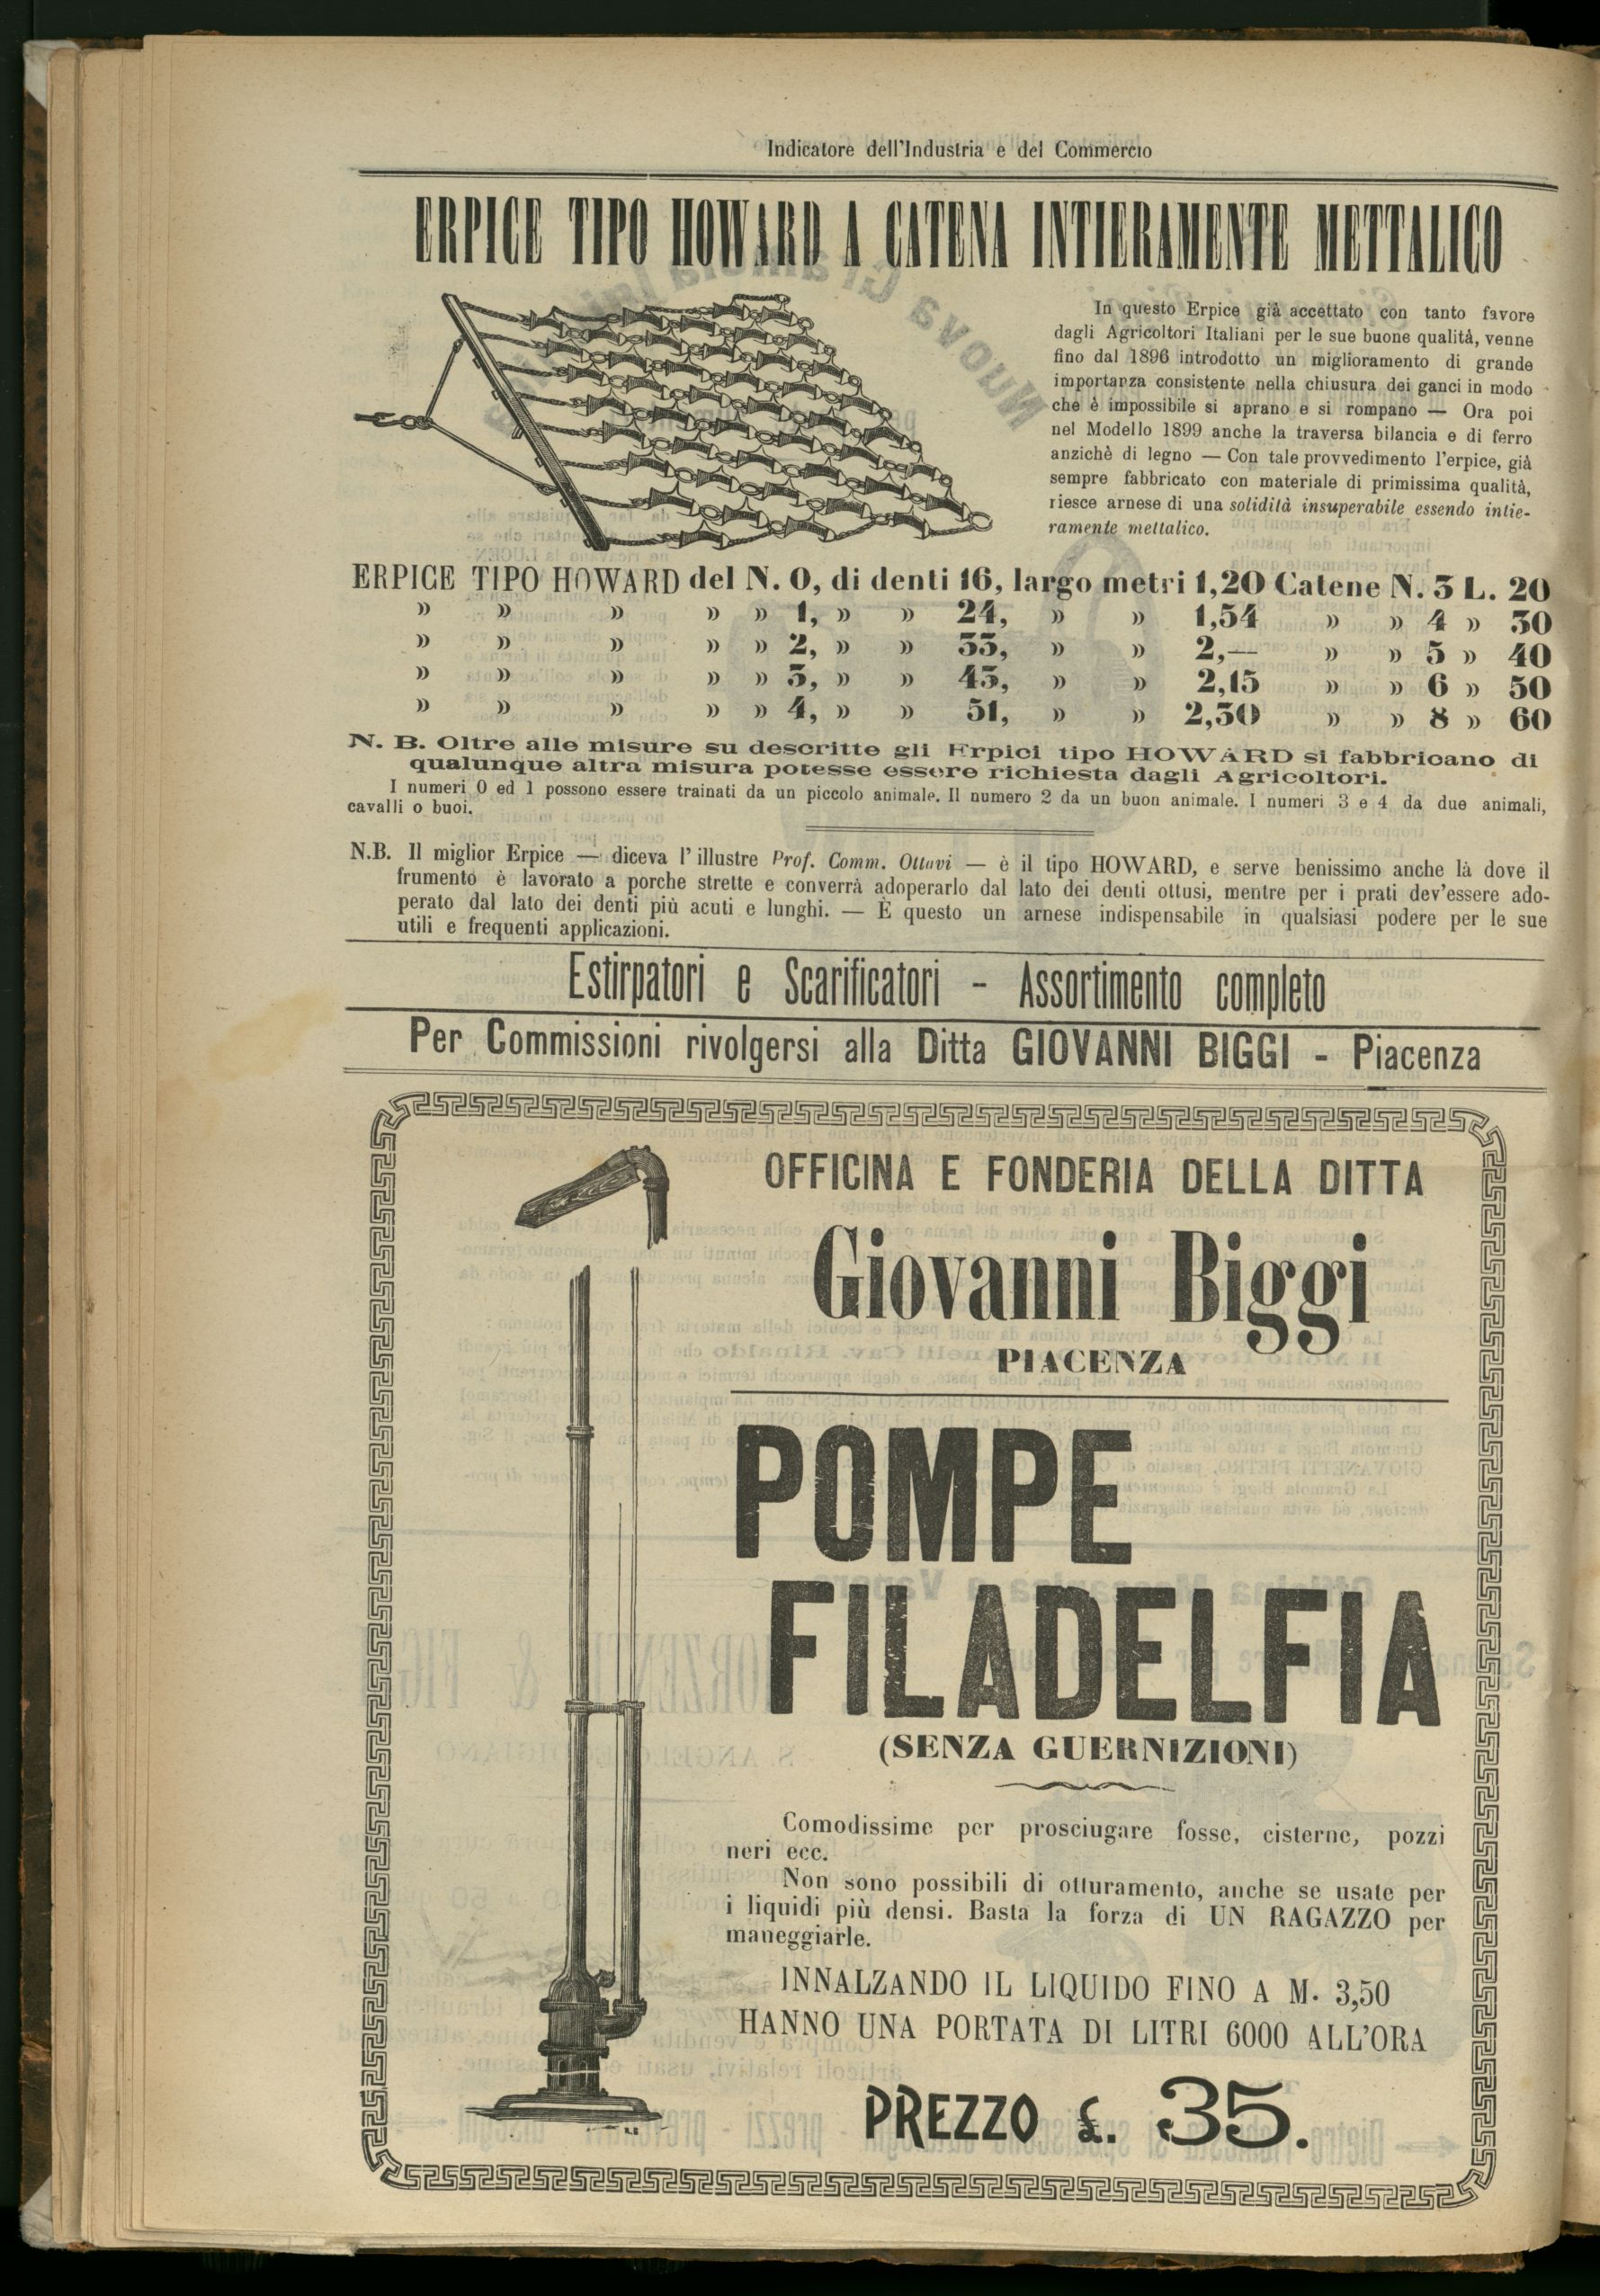 Indicatore dell'Industria e del Commercio
ERPICE TIPO HOWARD A CATENA INTIERAMENTE METTALICO
In questo Erpice già accettato con tanto favore
dagli Agricoltori Italiani per le sue buone qualità, venne
fino dal 1896 introdotto un miglioramento di grande
importanza consistente nella chiusura dei ganci in modo
che è impossibile si aprano e si rompano — Ora poi
nel Modello 1899 anche la traversa bilancia e di ferro
anzichè di legno — Con tale provvedimento l'erpice, già
sempre fabbricato con materiale di primissima qualità,
riesce arnese di una solidità insuperabile essendo intie-
ramente mettalico.
ERPICE TIPO HOWARD del N. 0, di denti 16, largo metri 1,20 Catene N. 3 L. 20
» » » » » 1, » » 24, » » 1,54 » » 4 » 30
» » » » » 2, » » 33, » » 2,— » » 5 » 40
» » » » » 3, » » 43, » » 2,15 » » 6 » 50
» » » » » 4, » » 51, » » 2,30 » » 8 » 60
N. B. Oltre alle misure su descritte gli Erpici tipo HOWARD si fabbricano di
qualunque altra misura potesse essere richiesta dagli Agricoltori.
I numeri 0 ed 1 possono essere trainati da un piccolo animale. Il numero 2 da un buon animale. I numeri 3 e 4 da due animali,
cavalli o buoi.
N.B. Il miglior Erpice — diceva l'illustre Prof. Comm. Ottavi — è il tipo HOWARD, e serve benissimo anche là dove il
frumento è lavorato a porche strette e converrà adoperarlo dal lato dei denti ottusi, mentre per i prati dev'essere ado-
perato dal lato dei denti più acuti e lunghi. — È questo un arnese indispensabile in qualsiasi podere per le sue
utili e frequenti applicazioni.
Estirpatori e Scarificatori - Assortimento completo
Per Commissioni rivolgersi alla Ditta GIOVANNI BIGGI - Piacenza
OFFICINA E FONDERIA DELLA DITTA
Giovanni Biggi
PIACENZA
POMPE
FILADELFIA
(SENZA GUERNIZIONI)
Comodissime per prosciugare fosse, cisterne, pozzi
neri ecc.
Non sono possibili di otturamento, anche se usate per
i liquidi più densi. Basta la forza di UN RAGAZZO per
maneggiarle.
INNALZANDO IL LIQUIDO FINO A M. 3,50
HANNO UNA PORTATA DI LITRI 6000 ALL'ORA
PREZZO £. 35.